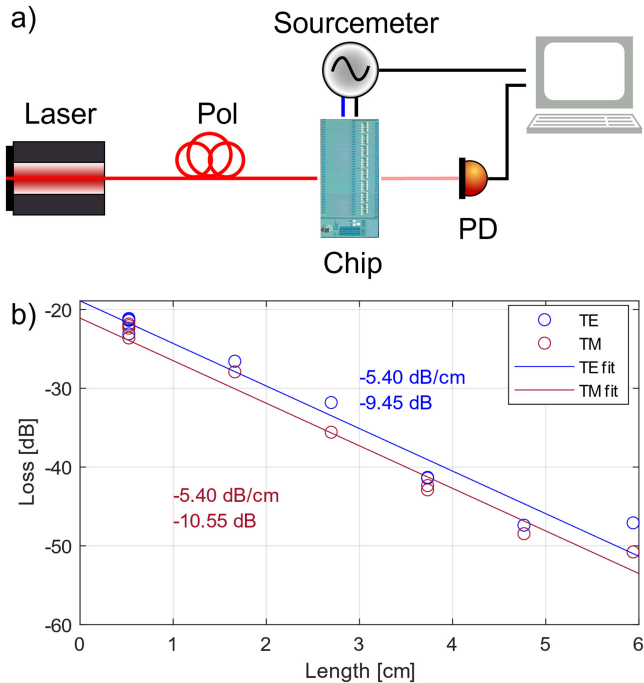 a)
Sourcemeter
Laser
Pol
Chip
PD
b)
-20
-30
-40
-50
-60
Loss [dB]
TE
TM
TE fit
TM fit
-5.40 dB/cm
-9.45 dB
-5.40 dB/cm
-10.55 dB
0
1
2
3
4
5
6
Length [cm]